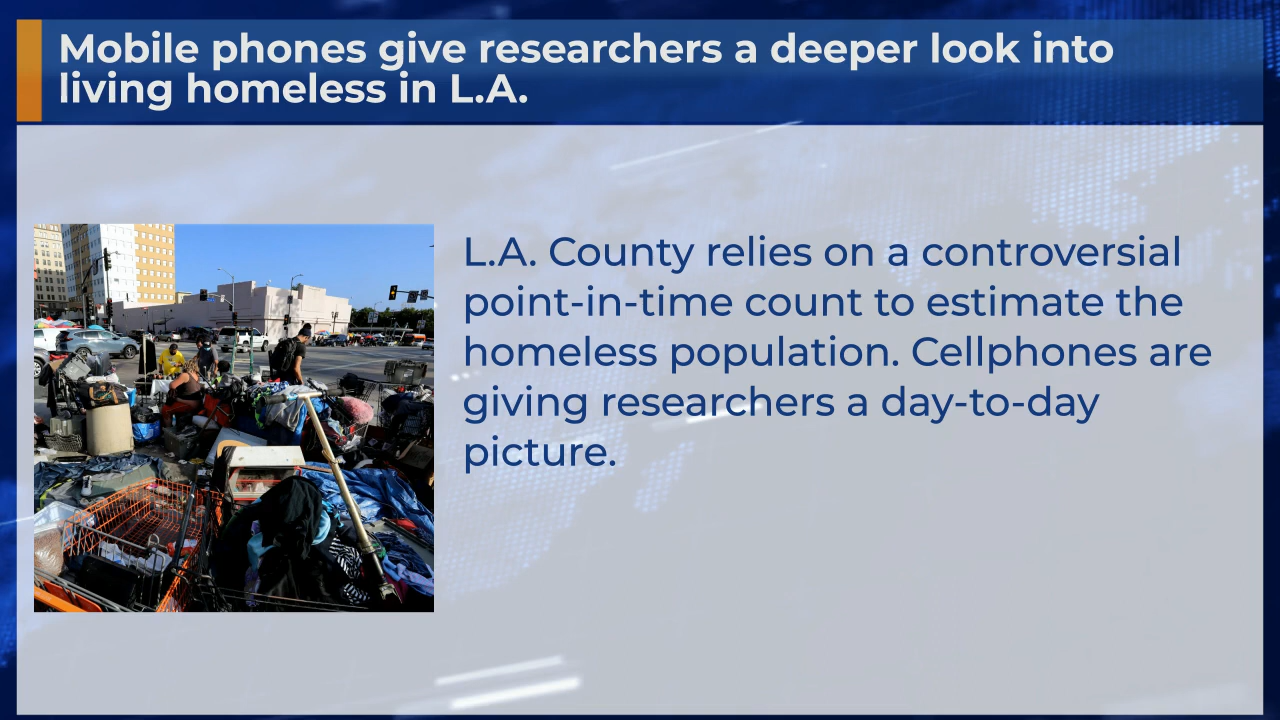 Mobile phones give researchers a deeper look into
living homeless in L.A.
L.A. County relies on a controversial
point-in-time count to estimate the
homeless population. Cellphones are
giving researchers a day-to-day
picture.